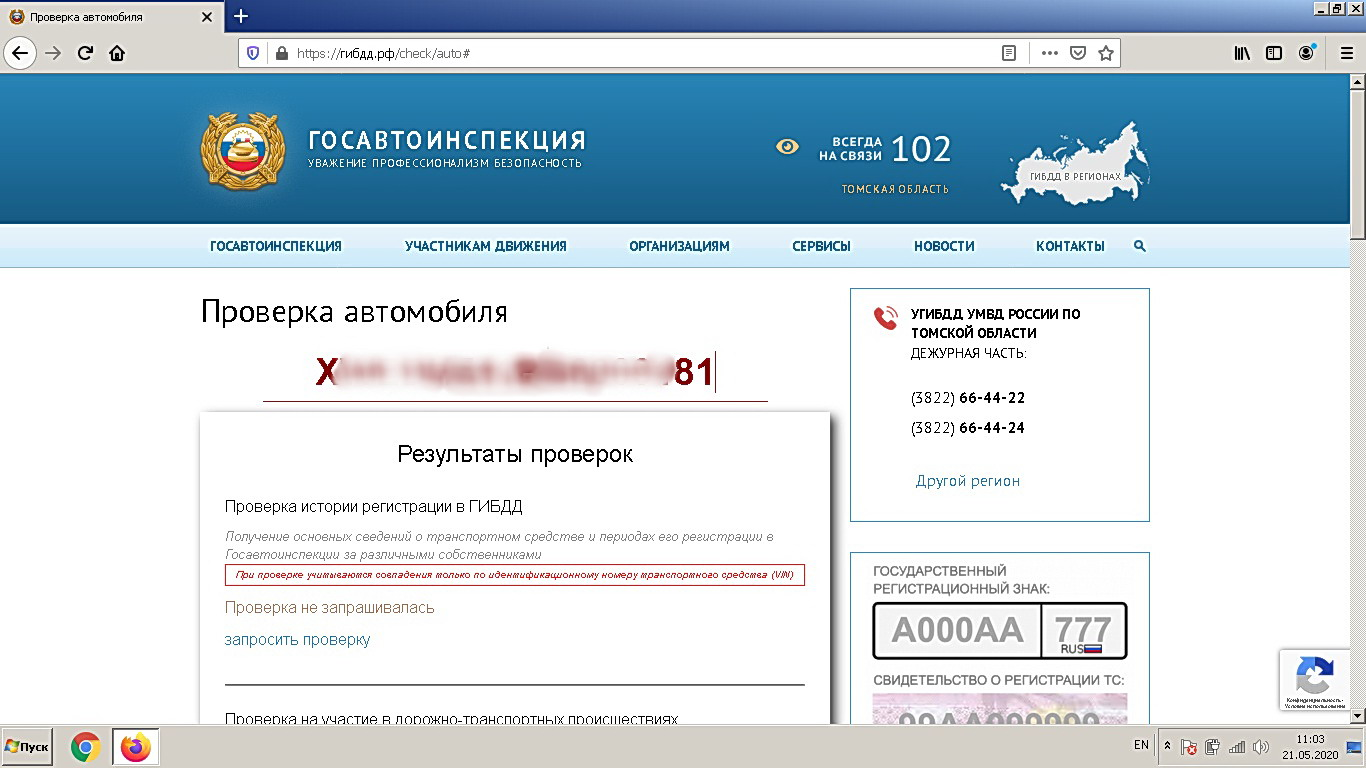 Проверка автомобиля
https://гибдд.рф/check/auto#
ГОСАВТОИНСПЕКЦИЯ
УВАЖЕНИЕ ПРОФЕССИОНАЛИЗМ БЕЗОПАСНОСТЬ
ВСЕГДА
НА СВЯЗИ 102
ТОМСКАЯ ОБЛАСТЬ
ГИБДД В РЕГИОНАХ
ГОСАВТОИНСПЕКЦИЯ УЧАСТНИКАМ ДВИЖЕНИЯ ОРГАНИЗАЦИЯМ СЕРВИСЫ НОВОСТИ КОНТАКТЫ
Проверка автомобиля
X 81
Результаты проверок
Проверка истории регистрации в ГИБДД
Получение основных сведений о транспортном средстве и периодах его регистрации в
Госавтоинспекции за различными собственниками
При проверке учитываются совпадения только по идентификационному номеру транспортного средства (VIN)
Проверка не запрашивалась
запросить проверку
Проверка на участие в дорожно-транспортных происшествиях
УГИБДД УМВД РОССИИ ПО
ТОМСКОЙ ОБЛАСТИ
ДЕЖУРНАЯ ЧАСТЬ:
(3822) 66-44-22
(3822) 66-44-24
Другой регион
ГОСУДАРСТВЕННЫЙ
РЕГИСТРАЦИОННЫЙ ЗНАК:
А000АА 777
RUS
СВИДЕТЕЛЬСТВО О РЕГИСТРАЦИИ ТС:
99АА999999
Конфиденциальность -
Условия использования
Пуск
EN
11:03
21.05.2020